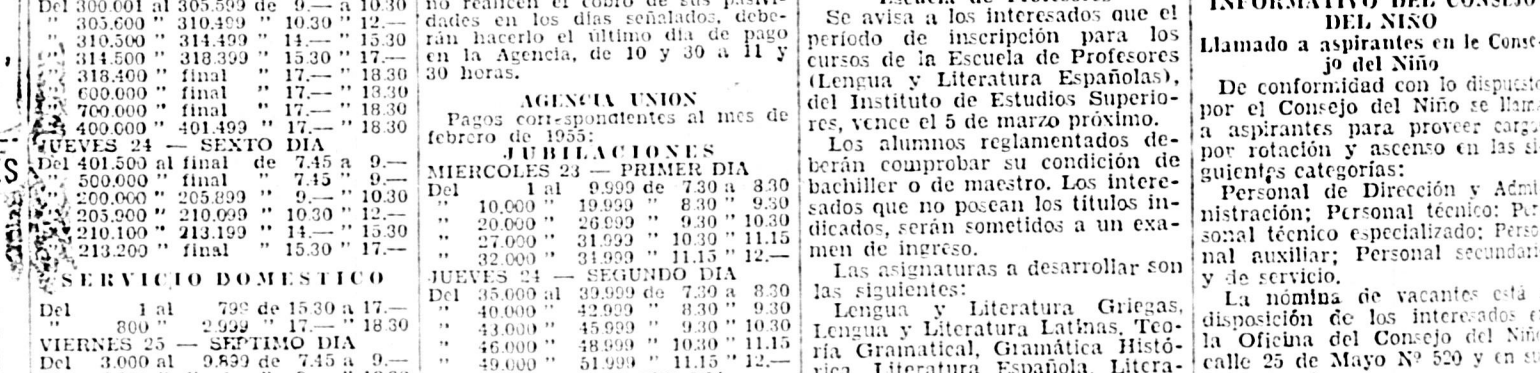 Del 300.001 al 305.599 de 9.— a 10.30
" 305.600 " 310.499 " 10.30 " 12.—
" 310.500 " 314.499 " 14.— " 15.30
" 314.500 " 318.399 " 15.30 " 17.—
" 318.400 " final " 17.— " 18.30
" 600.000 " final " 17.— " 18.30
" 700.000 " final " 17.— " 18.30
400.000 " 401.499 " 17.— " 18.30
JUEVES 24 — SEXTO DIA
Del 401.500 al final de 7.45 a 9.—
" 500.000 " final " 7.45 " 9.—
" 200.000 " 205.899 " 9.— " 10.30
" 205.900 " 210.099 " 10.30 " 12.—
" 210.100 " 213.199 " 14.— " 15.30
" 213.200 " final " 15.30 " 17.—
SERVICIO DOMESTICO
Del 1 al 799 de 15.30 a 17.—
" 800 " 2.999 " 17.— " 18.30
VIERNES 25 — SEPTIMO DIA
Del 3.000 al 9.899 de 7.45 a 9.—
no realicen el cobro de sus pasivi-
dades en los días señalados, debe-
rán hacerlo el último día de pago
en la Agencia, de 10 y 30 a 11 y
30 horas.
AGENCIA UNION
Pagos correspondientes al mes de
febrero de 1955:
JUBILACIONES
MIERCOLES 23 — PRIMER DIA
Del 1 al 9.999 de 7.30 a 8.30
" 10.000 " 19.999 " 8.30 " 9.30
" 20.000 " 26.999 " 9.30 " 10.30
" 27.000 " 31.999 " 10.30 " 11.15
" 32.000 " 34.999 " 11.15 " 12.—
JUEVES 24 — SEGUNDO DIA
Del 35.000 al 39.999 de 7.30 a 8.30
" 40.000 " 42.999 " 8.30 " 9.30
" 43.000 " 45.999 " 9.30 " 10.30
" 46.000 " 48.999 " 10.30 " 11.15
" 49.000 " 51.999 " 11.15 " 12.—
Se avisa a los interesados que el
período de inscripción para los
cursos de la Escuela de Profesores
(Lengua y Literatura Españolas),
del Instituto de Estudios Superio-
res, vence el 5 de marzo próximo.
Los alumnos reglamentados de-
berán comprobar su condición de
bachiller o de maestro. Los intere-
sados que no posean los títulos in-
dicados, serán sometidos a un exa-
men de ingreso.
Las asignaturas a desarrollar son
las siguientes:
Lengua y Literatura Griegas,
Lengua y Literatura Latinas, Teo-
ría Gramatical, Gramática Histó-
rica, Literatura Española, Litera-
INFORMATIVO DEL CONSEJO
DEL NIÑO
Llamado a aspirantes en le Conse-
jo del Niño
De conformidad con lo dispuest
por el Consejo del Niño se llam
a aspirantes para proveer carg
por rotación y ascenso en las si
guientes categorías:
Personal de Dirección y Admi
nistración; Personal técnico; Per
sonal técnico especializado; Perso
nal auxiliar; Personal secundari
y de servicio.
La nómina de vacantes está
disposición de los interesados e
la Oficina del Consejo del Niño
calle 25 de Mayo Nº 520 y en su